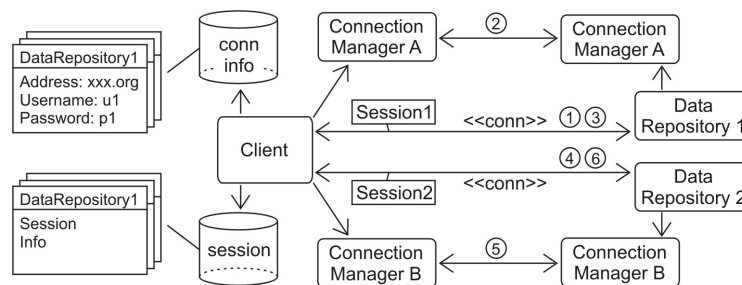 DataRepository1
Address: xxx.org
Username: u1
Password: p1
conn
info
Connection
Manager A
②
Connection
Manager A
Session1
<<conn>>
① ③
Data
Repository 1
Client
④ ⑥
Session2
<<conn>>
Data
Repository 2
DataRepository1
Session
Info
session
Connection
Manager B
⑤
Connection
Manager B